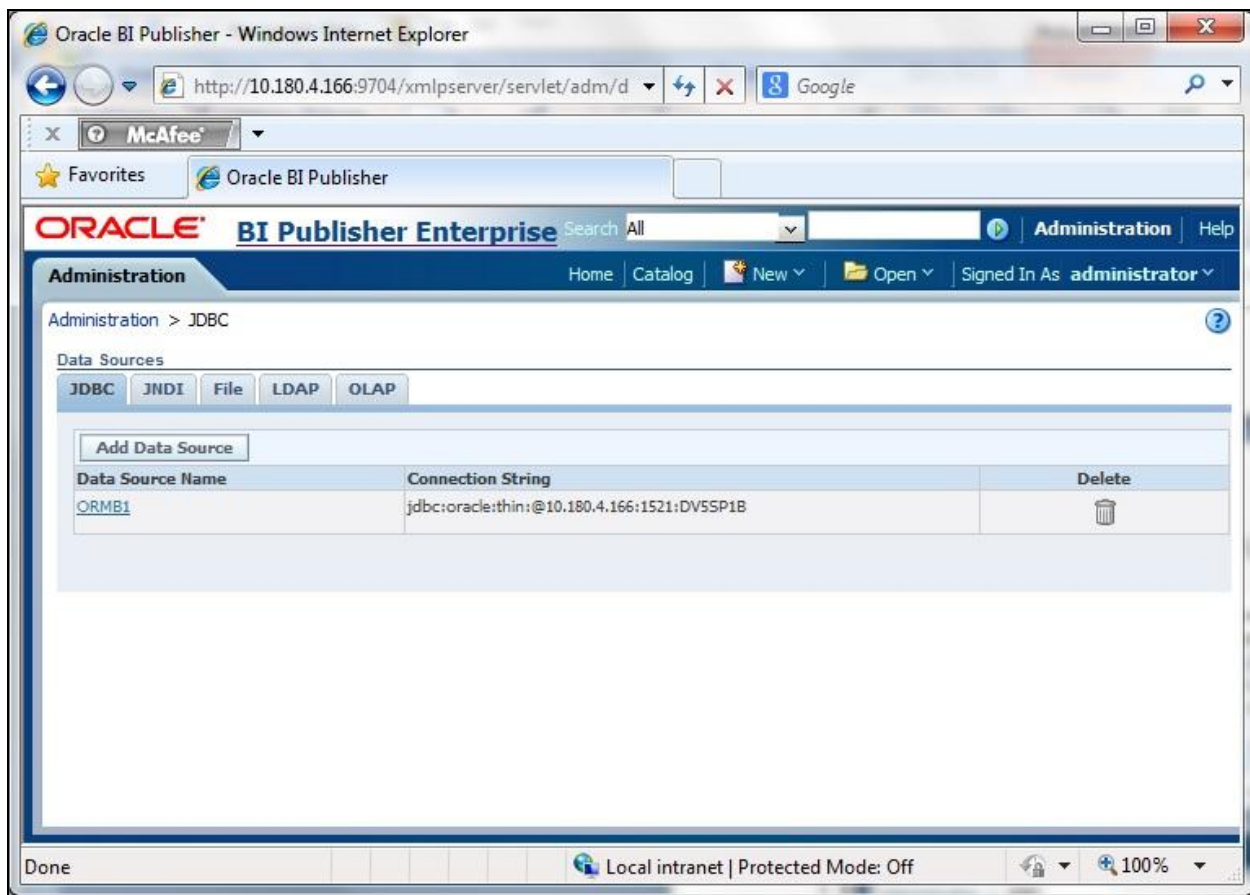 Oracle BI Publisher - Windows Internet Explorer
http://10.180.4.166:9704/xmlpserver/servlet/adm/d
Google
x McAfee
Favorites Oracle BI Publisher
ORACLE BI Publisher Enterprise Search All Administration Help
Administration Home Catalog New Open Signed In As administrator
Administration > JDBC
Data Sources
JDBC JNDI File LDAP OLAP
Add Data Source
Data Source Name Connection String Delete
ORMB1 jdbc:oracle:thin:@10.180.4.166:1521:DV5SP1B
Done Local intranet | Protected Mode: Off 100%